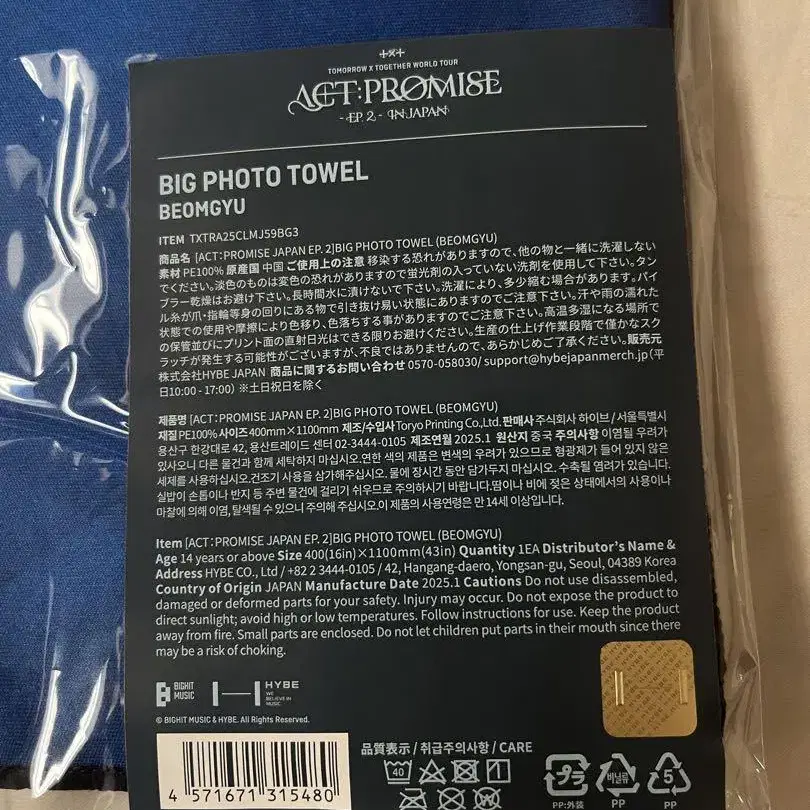 TOMORROW X TOGETHER WORLD TOUR
ACT:PROMISE
- EP. 2 - IN JAPAN
BIG PHOTO TOWEL
BEOMGYU
ITEM TXTRA25CLMJ59BG3
商品名 [ACT:PROMISE JAPAN EP. 2]BIG PHOTO TOWEL (BEOMGYU)
素材 PE100% 原産国 中国 ご使用上の注意 移染する恐れがありますので、他の物と一緒に洗濯しない
でください。淡色のものは変色の恐れがありますので蛍光剤の入っていない洗剤を使用して下さい。タン
ブラー乾燥はお避け下さい。長時間水に漬けないで下さい。洗濯により、多少縮む場合があります。パイ
ル糸が爪・指輪等身の回りにある物で引き抜け易い状態にありますのでご注意下さい。汗や雨の濡れた
状態での使用や摩擦により色移り、色落ちする事がありますのでご注意下さい。高温多湿になる場所で
の保管並びにプリント面の直射日光はできる限りお避けください。生産の仕上げ作業段階で僅かなスク
ラッチが発生する可能性がございますが、不良ではありませんので、あらかじめご了承ください。販売元
株式会社HYBE JAPAN 商品に関するお問い合わせ 0570-058030/ support@hybejapanmerch.jp(平
日10:00 - 17:00) ※土日祝日を除く
제품명 [ACT:PROMISE JAPAN EP. 2]BIG PHOTO TOWEL (BEOMGYU)
재질 PE100% 사이즈 400mm×1100mm 제조/수입사 Toryo Printing Co.,Ltd. 판매사 주식회사 하이브 / 서울특별시
용산구 한강대로 42, 용산트레이드 센터 02-3444-0105 제조연월 2025.1 원산지 중국 주의사항 이염될 우려가
있사오니 다른 물건과 함께 세탁하지 마십시오.연한 색의 제품은 변색의 우려가 있으므로 형광제가 들어 있지 않은
세제를 사용하십시오.건조기 사용을 삼가해주십시오. 물에 장시간 동안 담가두지 마십시오. 수축될 염려가 있습니다.
실밥이 손톱이나 반지 등 주변 물건에 걸리기 쉬우므로 주의하시기 바랍니다.땀이나 비에 젖은 상태에서의 사용이나
마찰에 의해 이염, 탈색될 수 있으니 주의해 주십시오.이 제품의 사용연령은 만 14세 이상입니다.
Item [ACT:PROMISE JAPAN EP. 2]BIG PHOTO TOWEL (BEOMGYU)
Age 14 years or above Size 400(16in)×1100mm(43in) Quantity 1EA Distributor's Name &
Address HYBE CO., Ltd / +82 2 3444-0105 / 42, Hangang-daero, Yongsan-gu, Seoul, 04389 Korea
Country of Origin JAPAN Manufacture Date 2025.1 Cautions Do not use disassembled,
damaged or deformed parts for your safety. Injury may occur. Do not expose the product to
direct sunlight; avoid high or low temperatures. Follow instructions for use. Keep the product
away from fire. Small parts are enclosed. Do not let children put parts in their mouth since there
may be a risk of choking.
BIGHIT
MUSIC
HYBE
WE
BELIEVE IN
MUSIC
© BIGHIT MUSIC & HYBE. All Rights Reserved.
4 571671 315480
品質表示 / 취급주의사항 / CARE
40
プラ
PP:外装
비닐류
PP
5
PP